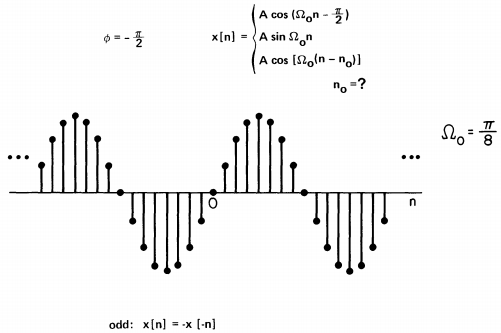 A cos (Ω₀n - π/2)
ϕ = - π/2
x[n] = { A sin Ω₀n
A cos [Ω₀(n - n₀)]
n₀ = ?
Ω₀ = π/8
••• •••
0 n
odd: x[n] = -x [-n]